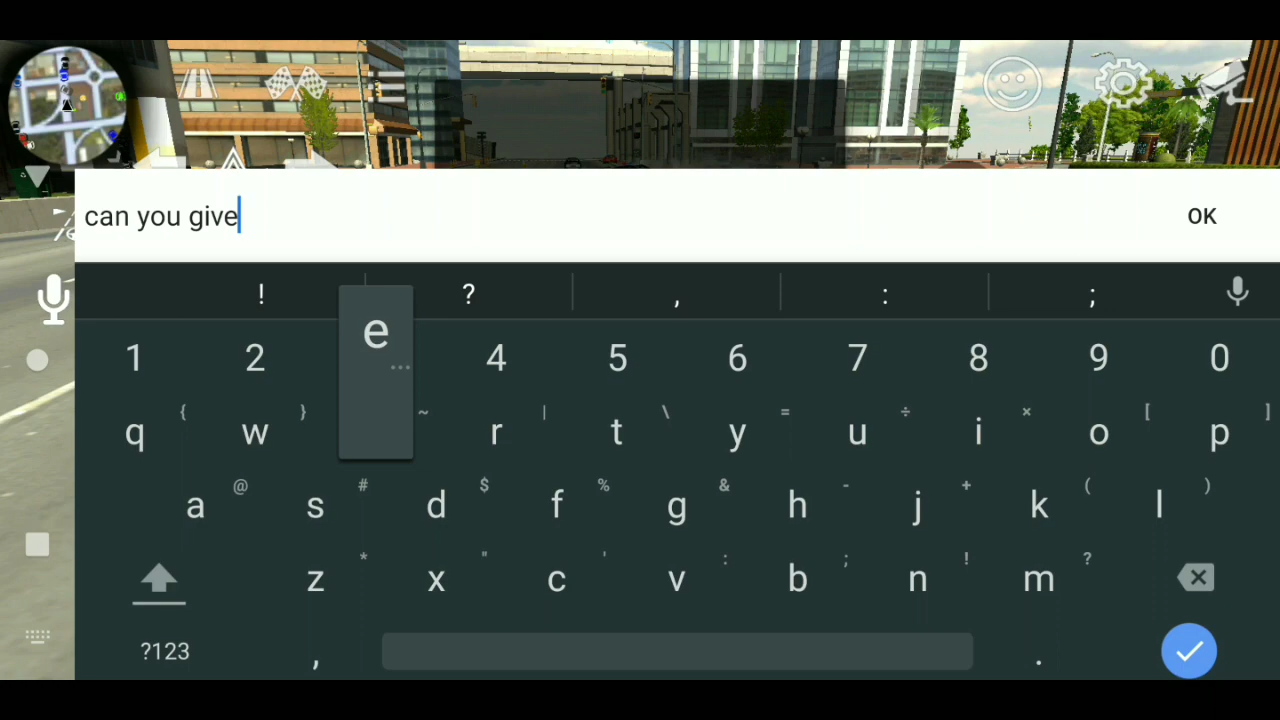 can you give
OK
! ? , : ;
e
...
1 2 4 5 6 7 8 9 0
{ } ~ | \ = ÷ × [ ]
q w r t y u i o p
@ # $ % & - + ( )
a s d f g h j k l
* " ' : ; ! ?
z x c v b n m
?123 , .